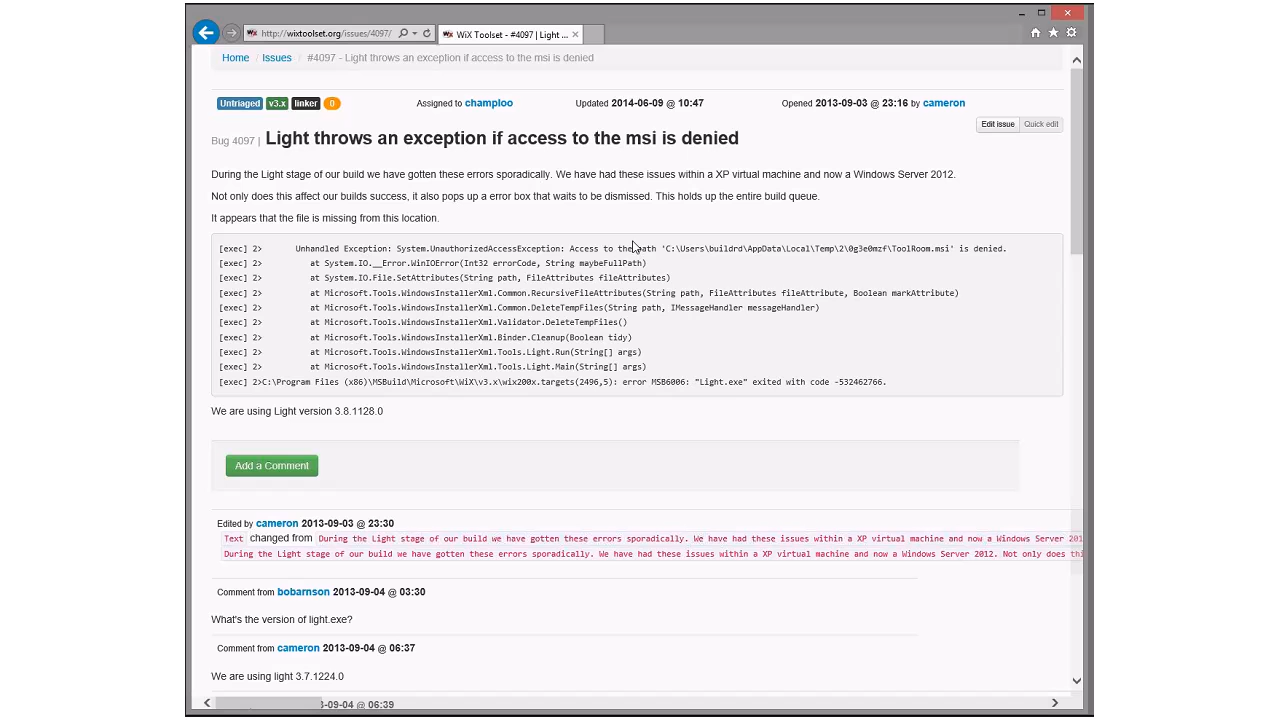 http://wixtoolset.org/issues/4097/
WiX Toolset - #4097 | Light ...
Home / Issues / #4097 - Light throws an exception if access to the msi is denied
Untriaged v3.x linker 0 Assigned to champloo Updated 2014-06-09 @ 10:47 Opened 2013-09-03 @ 23:16 by cameron
Edit issue Quick edit
Bug 4097 | Light throws an exception if access to the msi is denied
During the Light stage of our build we have gotten these errors sporadically. We have had these issues within a XP virtual machine and now a Windows Server 2012.
Not only does this affect our builds success, it also pops up a error box that waits to be dismissed. This holds up the entire build queue.
It appears that the file is missing from this location.
[exec] 2> Unhandled Exception: System.UnauthorizedAccessException: Access to the path 'C:\Users\buildrd\AppData\Local\Temp\2\0g3e0mzf\ToolRoom.msi' is denied.
[exec] 2> at System.IO.__Error.WinIOError(Int32 errorCode, String maybeFullPath)
[exec] 2> at System.IO.File.SetAttributes(String path, FileAttributes fileAttributes)
[exec] 2> at Microsoft.Tools.WindowsInstallerXml.Common.RecursiveFileAttributes(String path, FileAttributes fileAttribute, Boolean markAttribute)
[exec] 2> at Microsoft.Tools.WindowsInstallerXml.Common.DeleteTempFiles(String path, IMessageHandler messageHandler)
[exec] 2> at Microsoft.Tools.WindowsInstallerXml.Validator.DeleteTempFiles()
[exec] 2> at Microsoft.Tools.WindowsInstallerXml.Binder.Cleanup(Boolean tidy)
[exec] 2> at Microsoft.Tools.WindowsInstallerXml.Tools.Light.Run(String[] args)
[exec] 2> at Microsoft.Tools.WindowsInstallerXml.Tools.Light.Main(String[] args)
[exec] 2>C:\Program Files (x86)\MSBuild\Microsoft\WiX\v3.x\wix200x.targets(2496,5): error MSB6006: "Light.exe" exited with code -532462766.
We are using Light version 3.8.1128.0
Add a Comment
Edited by cameron 2013-09-03 @ 23:30
Text changed from During the Light stage of our build we have gotten these errors sporadically. We have had these issues within a XP virtual machine and now a Windows Server 201
During the Light stage of our build we have gotten these errors sporadically. We have had these issues within a XP virtual machine and now a Windows Server 2012. Not only does thi
Comment from bobarnson 2013-09-04 @ 03:30
What's the version of light.exe?
Comment from cameron 2013-09-04 @ 06:37
We are using light 3.7.1224.0
3-09-04 @ 06:39